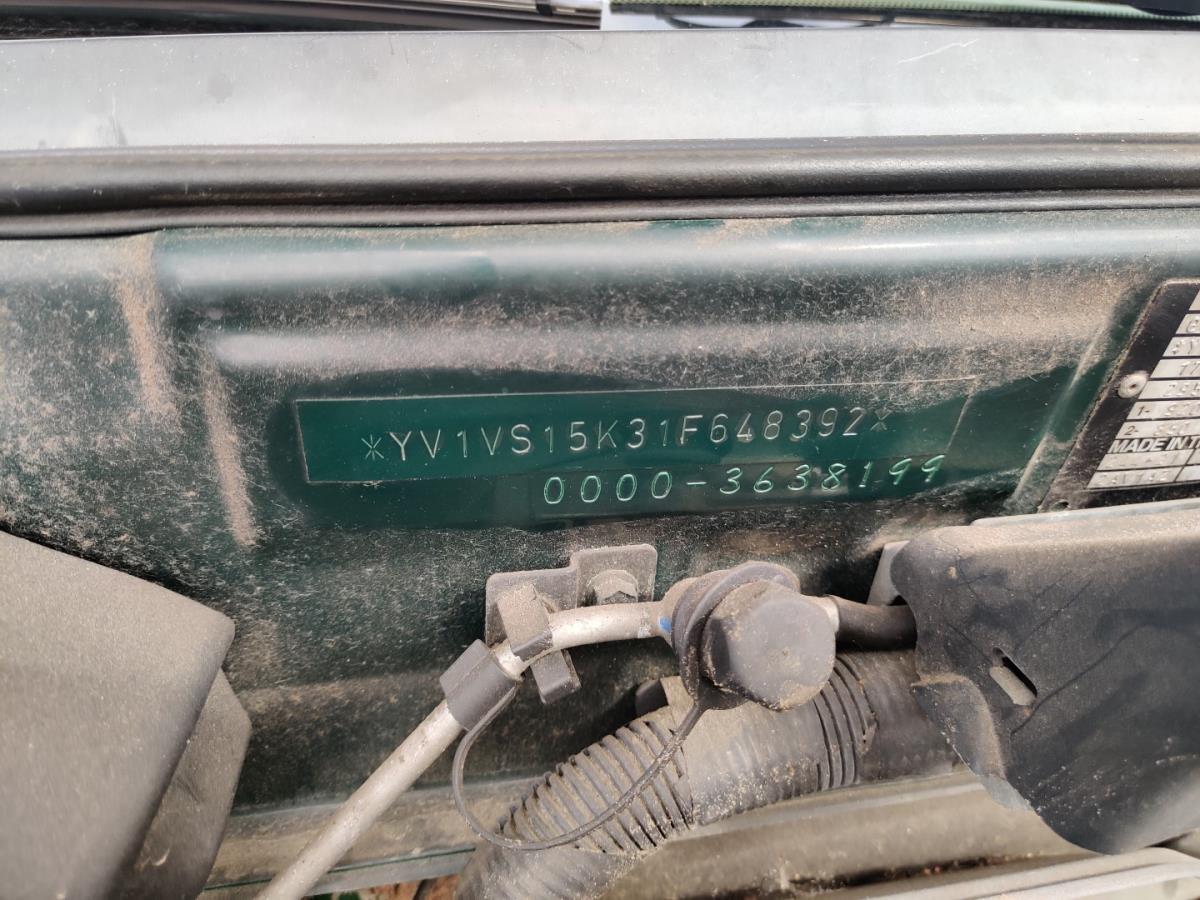 *YV1VS15K31F648392*
0000-3638199
MADE IN T